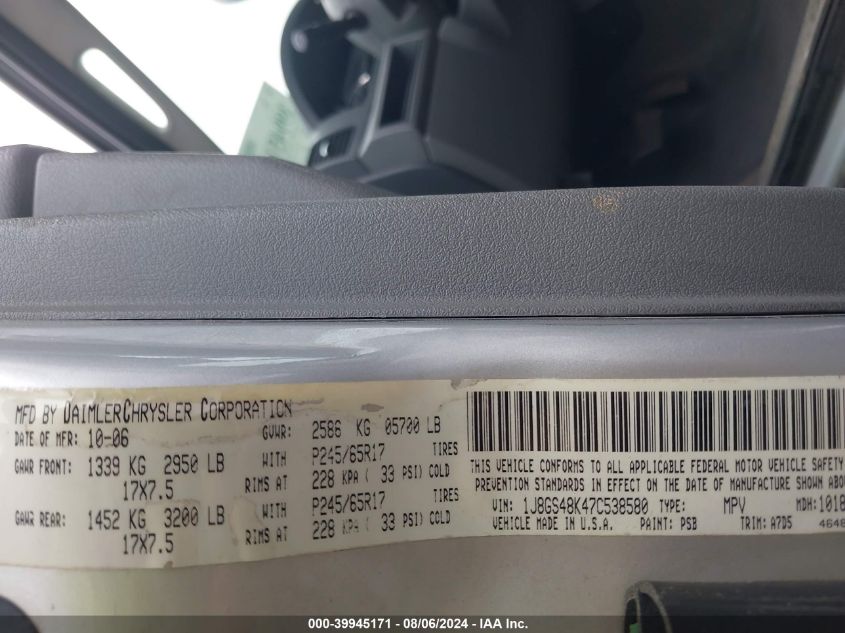 MFD BY DAIMLERCHRYSLER CORPORATION
DATE OF MFR: 10-06 GVWR: 2586 KG 05700 LB
GAWR FRONT: 1339 KG 2950 LB WITH P245/65R17 TIRES
17X7.5 RIMS AT 228 KPA ( 33 PSI) COLD
GAWR REAR: 1452 KG 3200 LB WITH P245/65R17 TIRES
17X7.5 RIMS AT 228 KPA ( 33 PSI) COLD
THIS VEHICLE CONFORMS TO ALL APPLICABLE FEDERAL MOTOR VEHICLE SAFETY
PREVENTION STANDARDS IN EFFECT ON THE DATE OF MANUFACTURE SHOWN ABO
VIN: 1J8GS48K47C538580 TYPE: MPV MDH: 1018
VEHICLE MADE IN U.S.A. PAINT: PSB TRIM: A7D5 4648
000-39945171 - 08/06/2024 - IAA Inc.